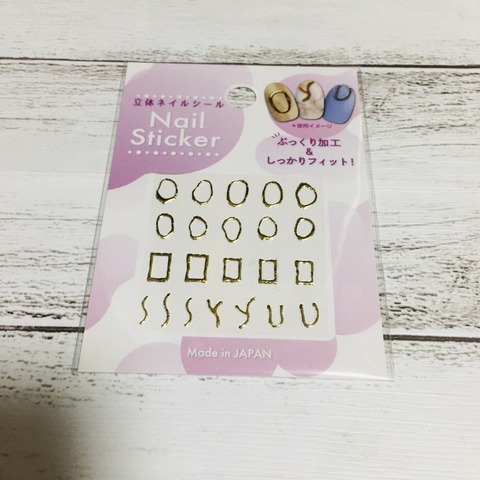 立体ネイルシール
Nail
Sticker
*使用イメージ
ぷっくり加工
&
しっかりフィット!
Made in JAPAN